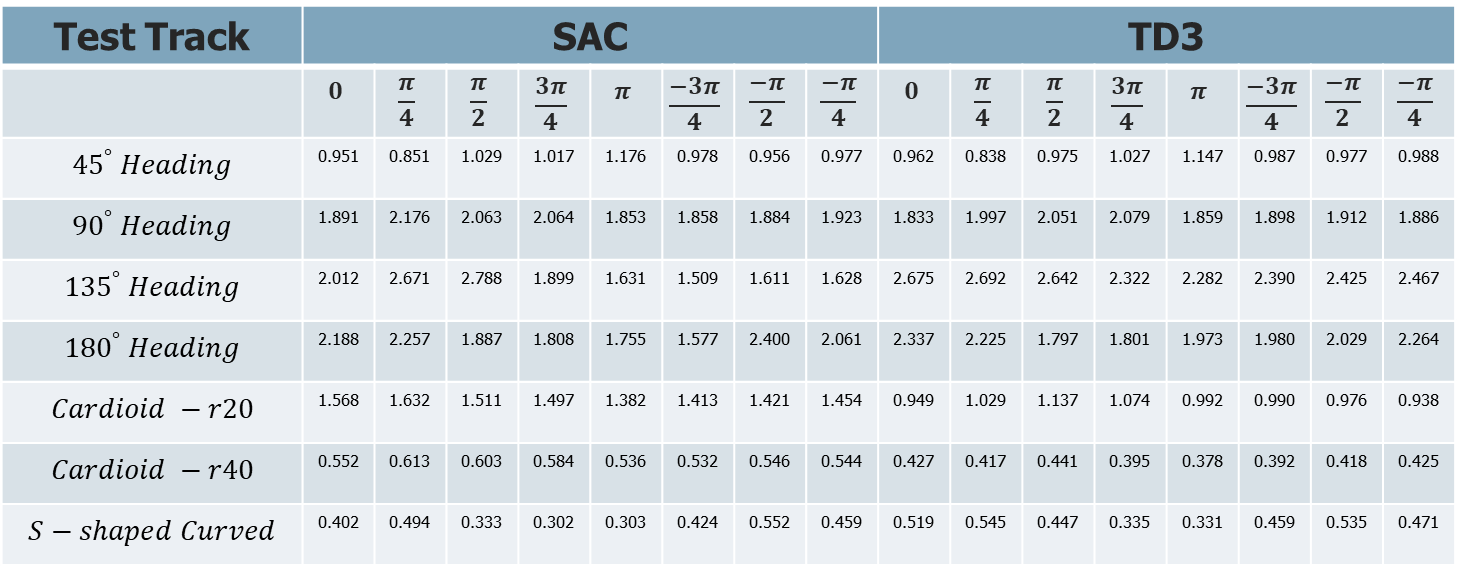 Test Track SAC TD3
0 π/4 π/2 3π/4 π −3π/4 −π/2 −π/4 0 π/4 π/2 3π/4 π −3π/4 −π/2 −π/4
45° Heading 0.951 0.851 1.029 1.017 1.176 0.978 0.956 0.977 0.962 0.838 0.975 1.027 1.147 0.987 0.977 0.988
90° Heading 1.891 2.176 2.063 2.064 1.853 1.858 1.884 1.923 1.833 1.997 2.051 2.079 1.859 1.898 1.912 1.886
135° Heading 2.012 2.671 2.788 1.899 1.631 1.509 1.611 1.628 2.675 2.692 2.642 2.322 2.282 2.390 2.425 2.467
180° Heading 2.188 2.257 1.887 1.808 1.755 1.577 2.400 2.061 2.337 2.225 1.797 1.801 1.973 1.980 2.029 2.264
Cardioid − r20 1.568 1.632 1.511 1.497 1.382 1.413 1.421 1.454 0.949 1.029 1.137 1.074 0.992 0.990 0.976 0.938
Cardioid − r40 0.552 0.613 0.603 0.584 0.536 0.532 0.546 0.544 0.427 0.417 0.441 0.395 0.378 0.392 0.418 0.425
S − shaped Curved 0.402 0.494 0.333 0.302 0.303 0.424 0.552 0.459 0.519 0.545 0.447 0.335 0.331 0.459 0.535 0.471